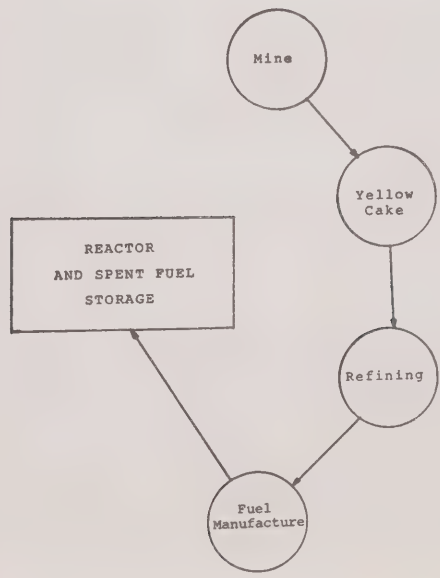 Mine
Yellow
Cake
REACTOR
AND SPENT FUEL
STORAGE
Refining
Fuel
Manufacture